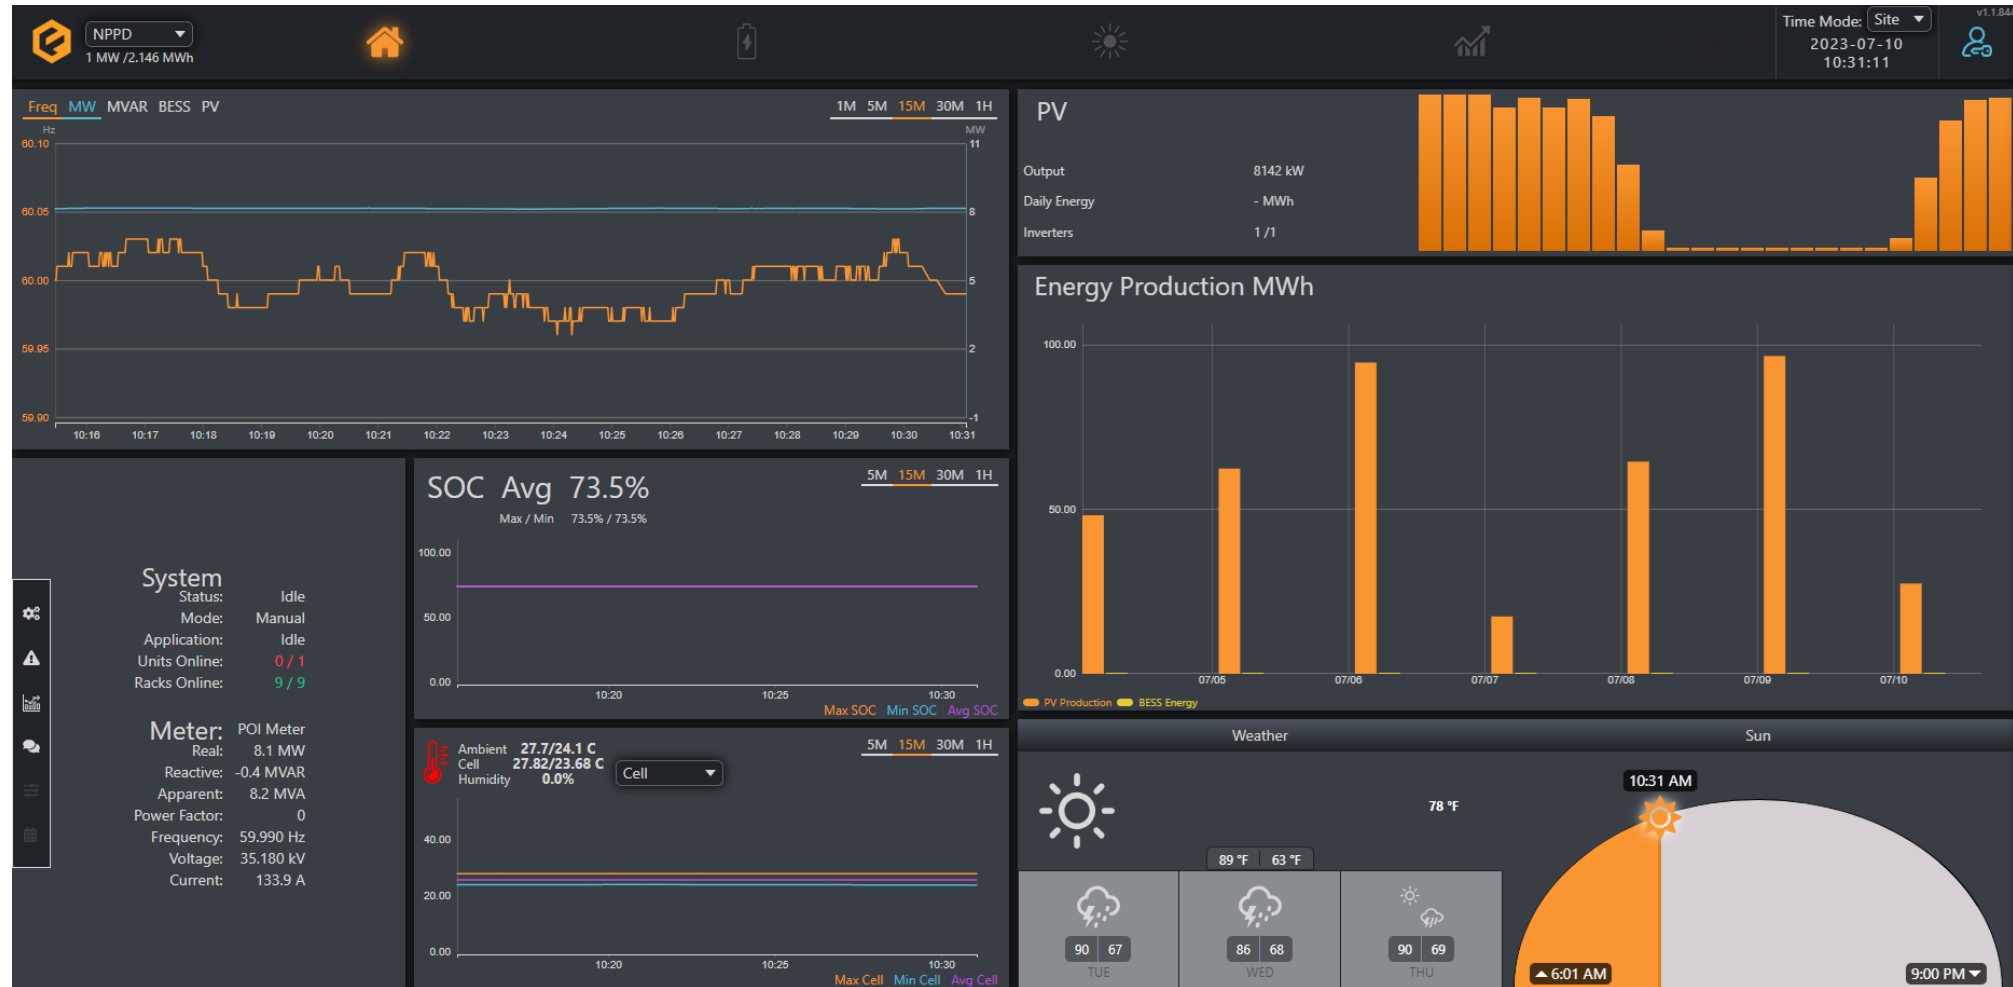 NPPD
1 MW /2.146 MWh
Time Mode: Site
2023-07-10
10:31:11
v1.1.844
Freq MW MVAR BESS PV
1M 5M 15M 30M 1H
Hz
MW
60.10
60.05
60.00
59.95
59.90
11
8
5
2
-1
10:16 10:17 10:18 10:19 10:20 10:21 10:22 10:23 10:24 10:25 10:26 10:27 10:28 10:29 10:30 10:31
PV
Output 8142 kW
Daily Energy - MWh
Inverters 1 /1
Energy Production MWh
100.00
50.00
0.00
07/05 07/06 07/07 07/08 07/09 07/10
PV Production BESS Energy
System
Status: Idle
Mode: Manual
Application: Idle
Units Online: 0 / 1
Racks Online: 9 / 9
Meter: POI Meter
Real: 8.1 MW
Reactive: -0.4 MVAR
Apparent: 8.2 MVA
Power Factor: 0
Frequency: 59.990 Hz
Voltage: 35.180 kV
Current: 133.9 A
SOC Avg 73.5%
Max / Min 73.5% / 73.5%
5M 15M 30M 1H
100.00
50.00
0.00
10:20 10:25 10:30
Max SOC Min SOC Avg SOC
Ambient 27.7/24.1 C
Cell 27.82/23.68 C
Humidity 0.0%
Cell
5M 15M 30M 1H
40.00
20.00
0.00
10:20 10:25 10:30
Max Cell Min Cell Avg Cell
Weather
78 °F
89 °F 63 °F
90 67
TUE
86 68
WED
90 69
THU
Sun
10:31 AM
6:01 AM
9:00 PM